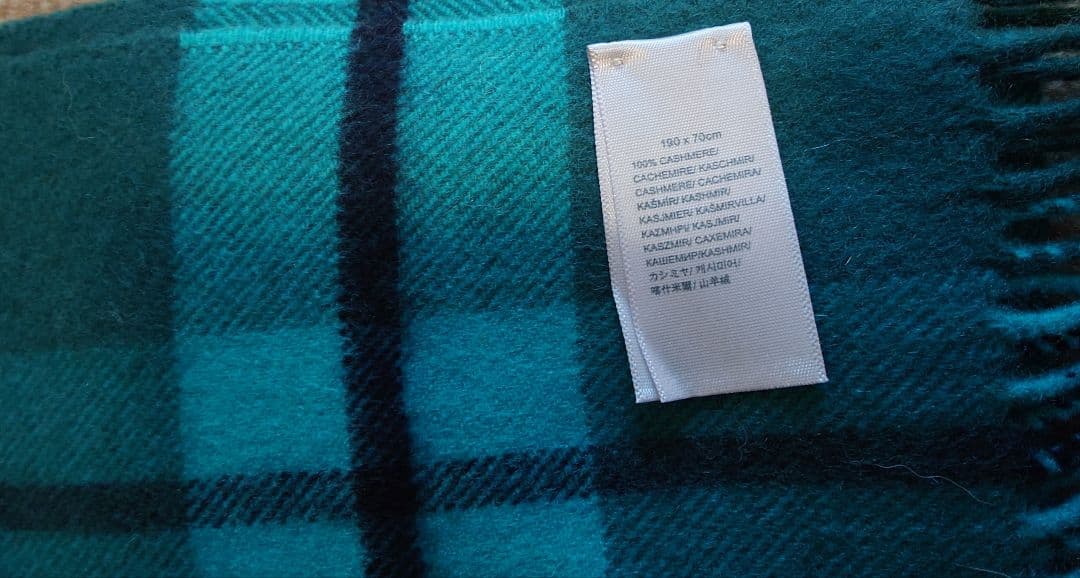 190 x 70cm
100% CASHMERE/
CACHEMIRE/ KASCHMIR/
CASHMERE/ CACHEMIRA/
KAŠMÍR/ KASHMIR/
KASJMIER/ KAŠMIRVILLA/
ΚΑΣΜΗΡΙ/ KASJMIR/
KASZMIR/ CAXEMIRA/
КАШЕМИР/KASHMIR/
カシミヤ/ 캐시미어/
喀什米爾/ 山羊絨